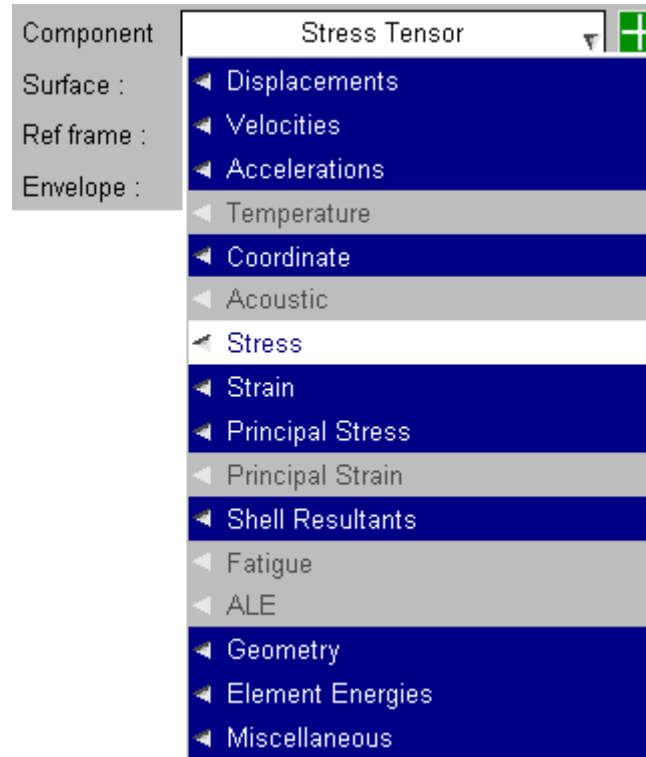 Component Stress Tensor
Surface :
Ref frame :
Envelope :
Displacements
Velocities
Accelerations
Temperature
Coordinate
Acoustic
Stress
Strain
Principal Stress
Principal Strain
Shell Resultants
Fatigue
ALE
Geometry
Element Energies
Miscellaneous